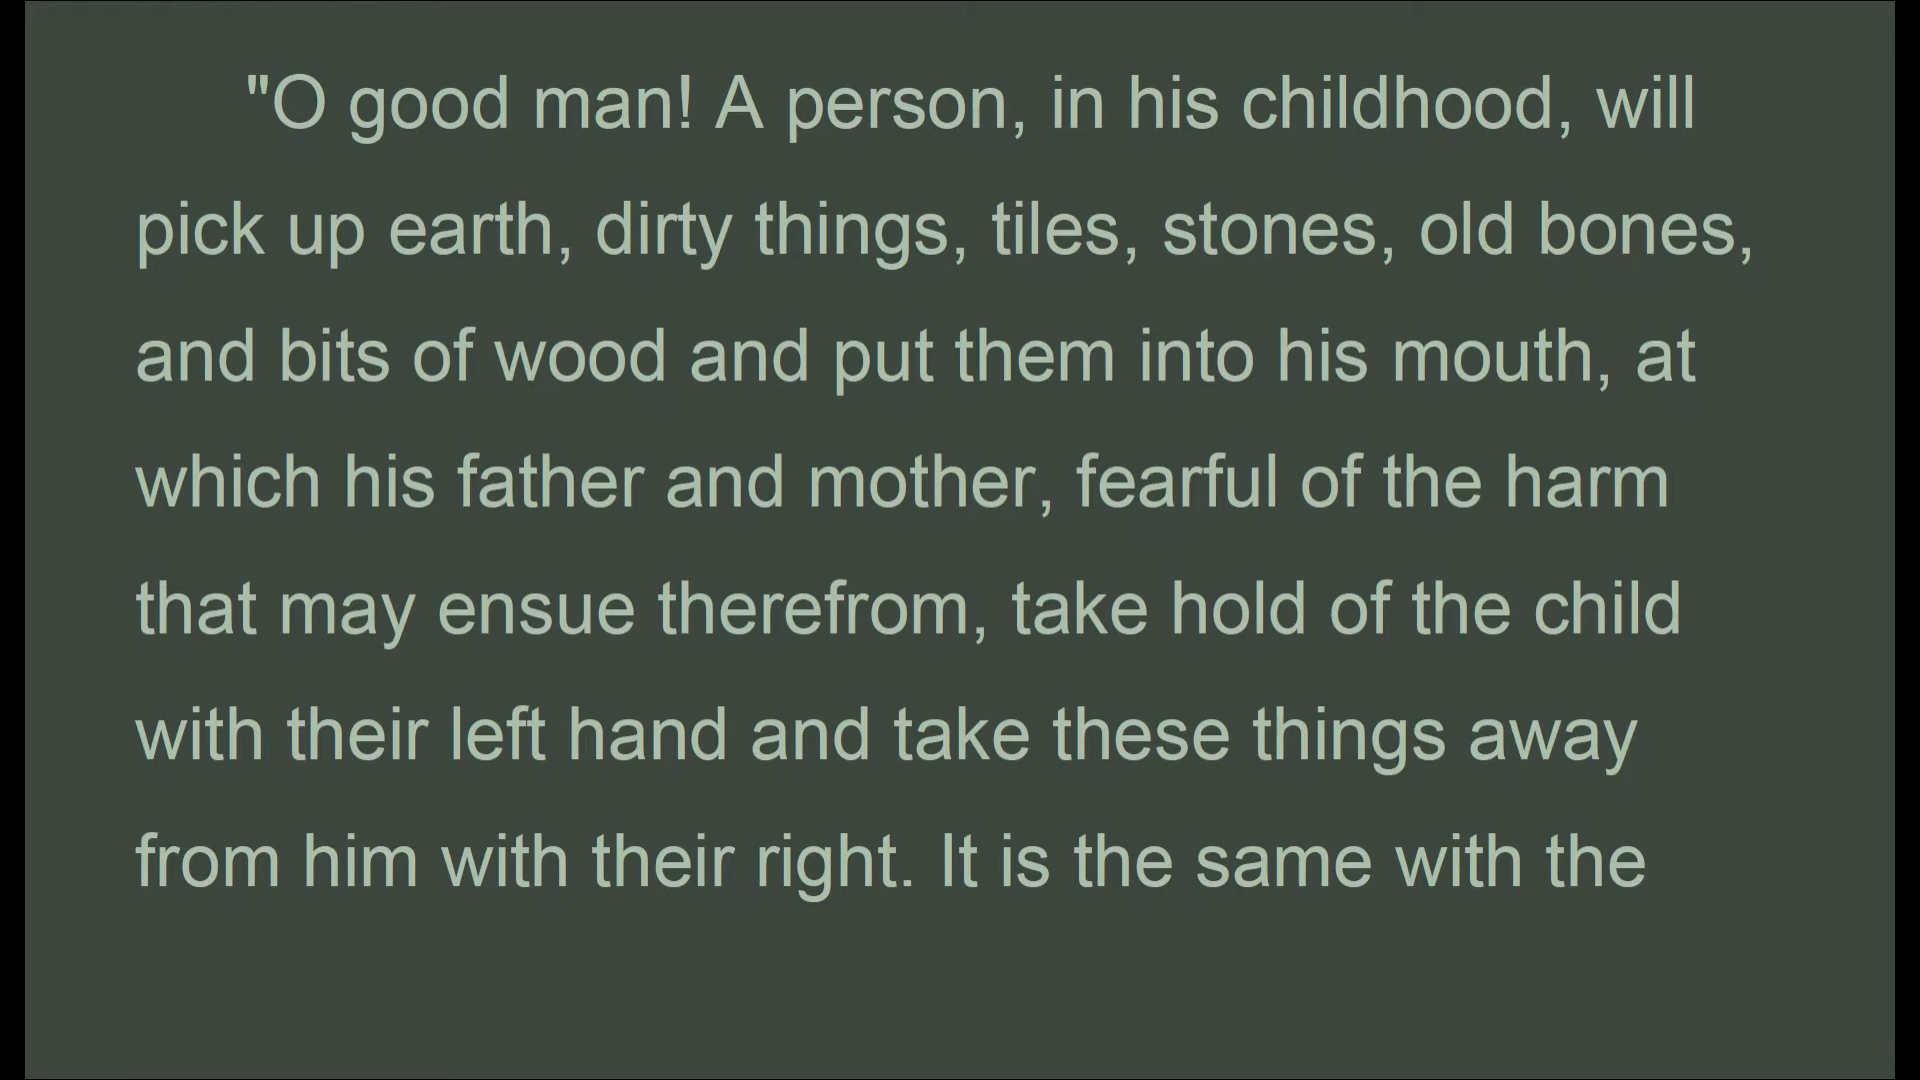 "O good man! A person, in his childhood, will
pick up earth, dirty things, tiles, stones, old bones,
and bits of wood and put them into his mouth, at
which his father and mother, fearful of the harm
that may ensue therefrom, take hold of the child
with their left hand and take these things away
from him with their right. It is the same with the